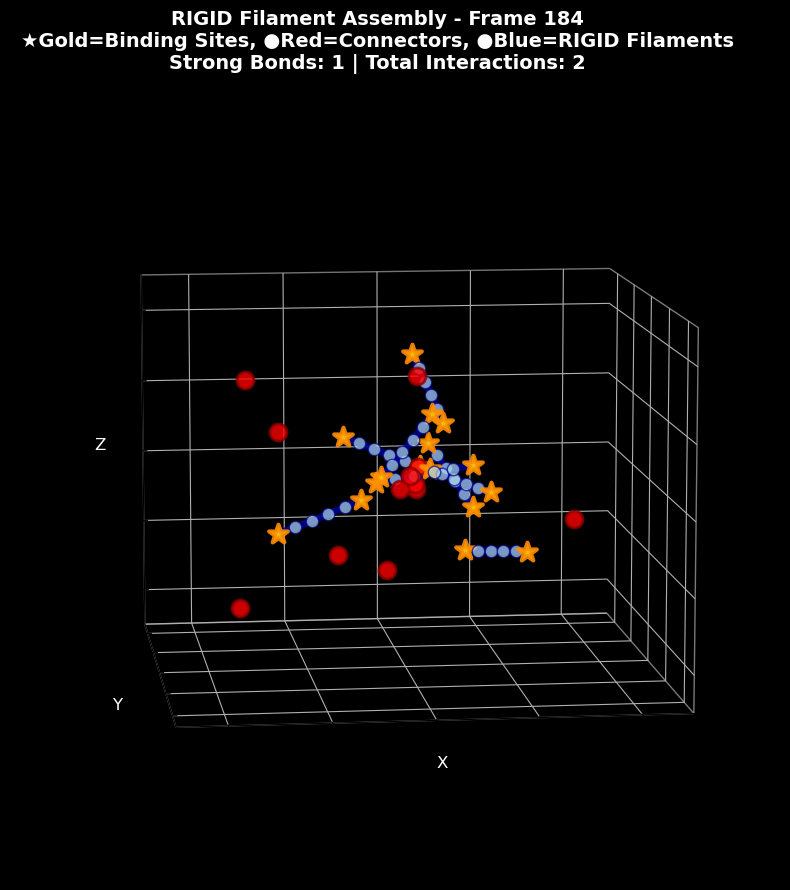 RIGID Filament Assembly - Frame 184
★Gold=Binding Sites, ●Red=Connectors, ●Blue=RIGID Filaments
Strong Bonds: 1 | Total Interactions: 2
Z
Y
X